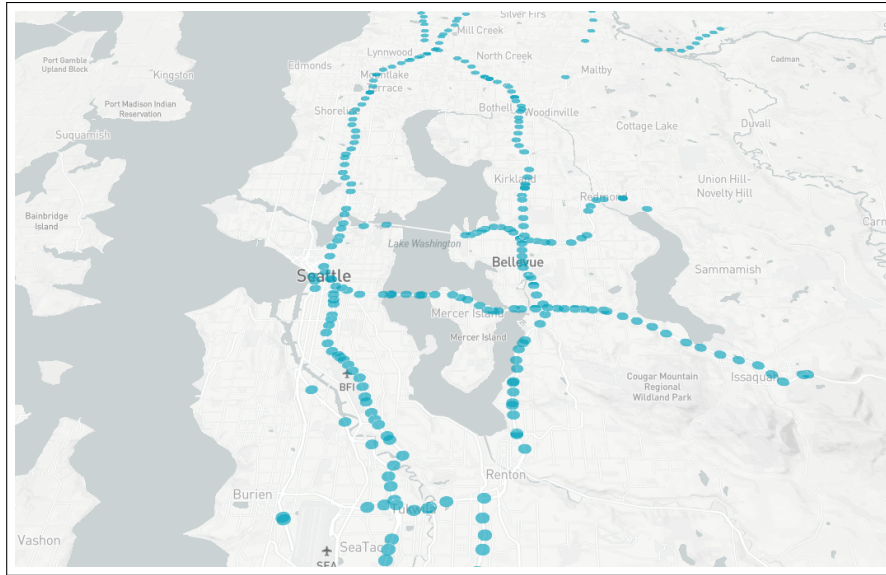 Silver Firs
Mill Creek
Lynnwood
North Creek
Port Gamble
Upland Block
Kingston
Edmonds
Mountlake
Terrace
Maltby
Cadman
Port Madison Indian
Reservation
Shoreline
Bothell
Woodinville
Suquamish
Cottage Lake
Duvall
Kirkland
Union Hill-
Novelty Hill
Redmond
Bainbridge
Island
Carn
Lake Washington
Bellevue
Seattle
Sammamish
Mercer Island
Mercer Island
BFI
Cougar Mountain
Regional
Wildland Park
Issaquah
Renton
Burien
Tukwila
Vashon
SeaTac
SEA